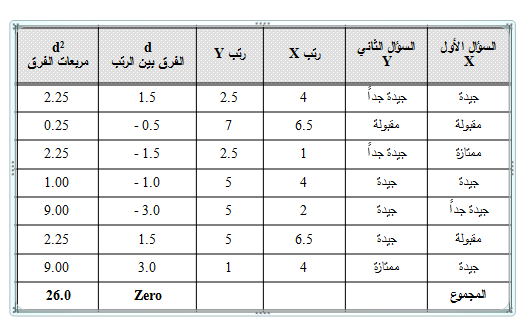 السؤال الأول X	السؤال الثاني Y	رتب X	رتب Y	d الفرق بين الرتب	d² مربعات الفرق
جيدة	جيدة جداً	4	2.5	1.5	2.25
مقبولة	مقبولة	6.5	7	- 0.5	0.25
ممتازة	جيدة جداً	1	2.5	- 1.5	2.25
جيدة	جيدة	4	5	- 1.0	1.00
جيدة جداً	جيدة	2	5	- 3.0	9.00
مقبولة	جيدة	6.5	5	1.5	2.25
جيدة	ممتازة	4	1	3.0	9.00
المجموع	Zero	26.0